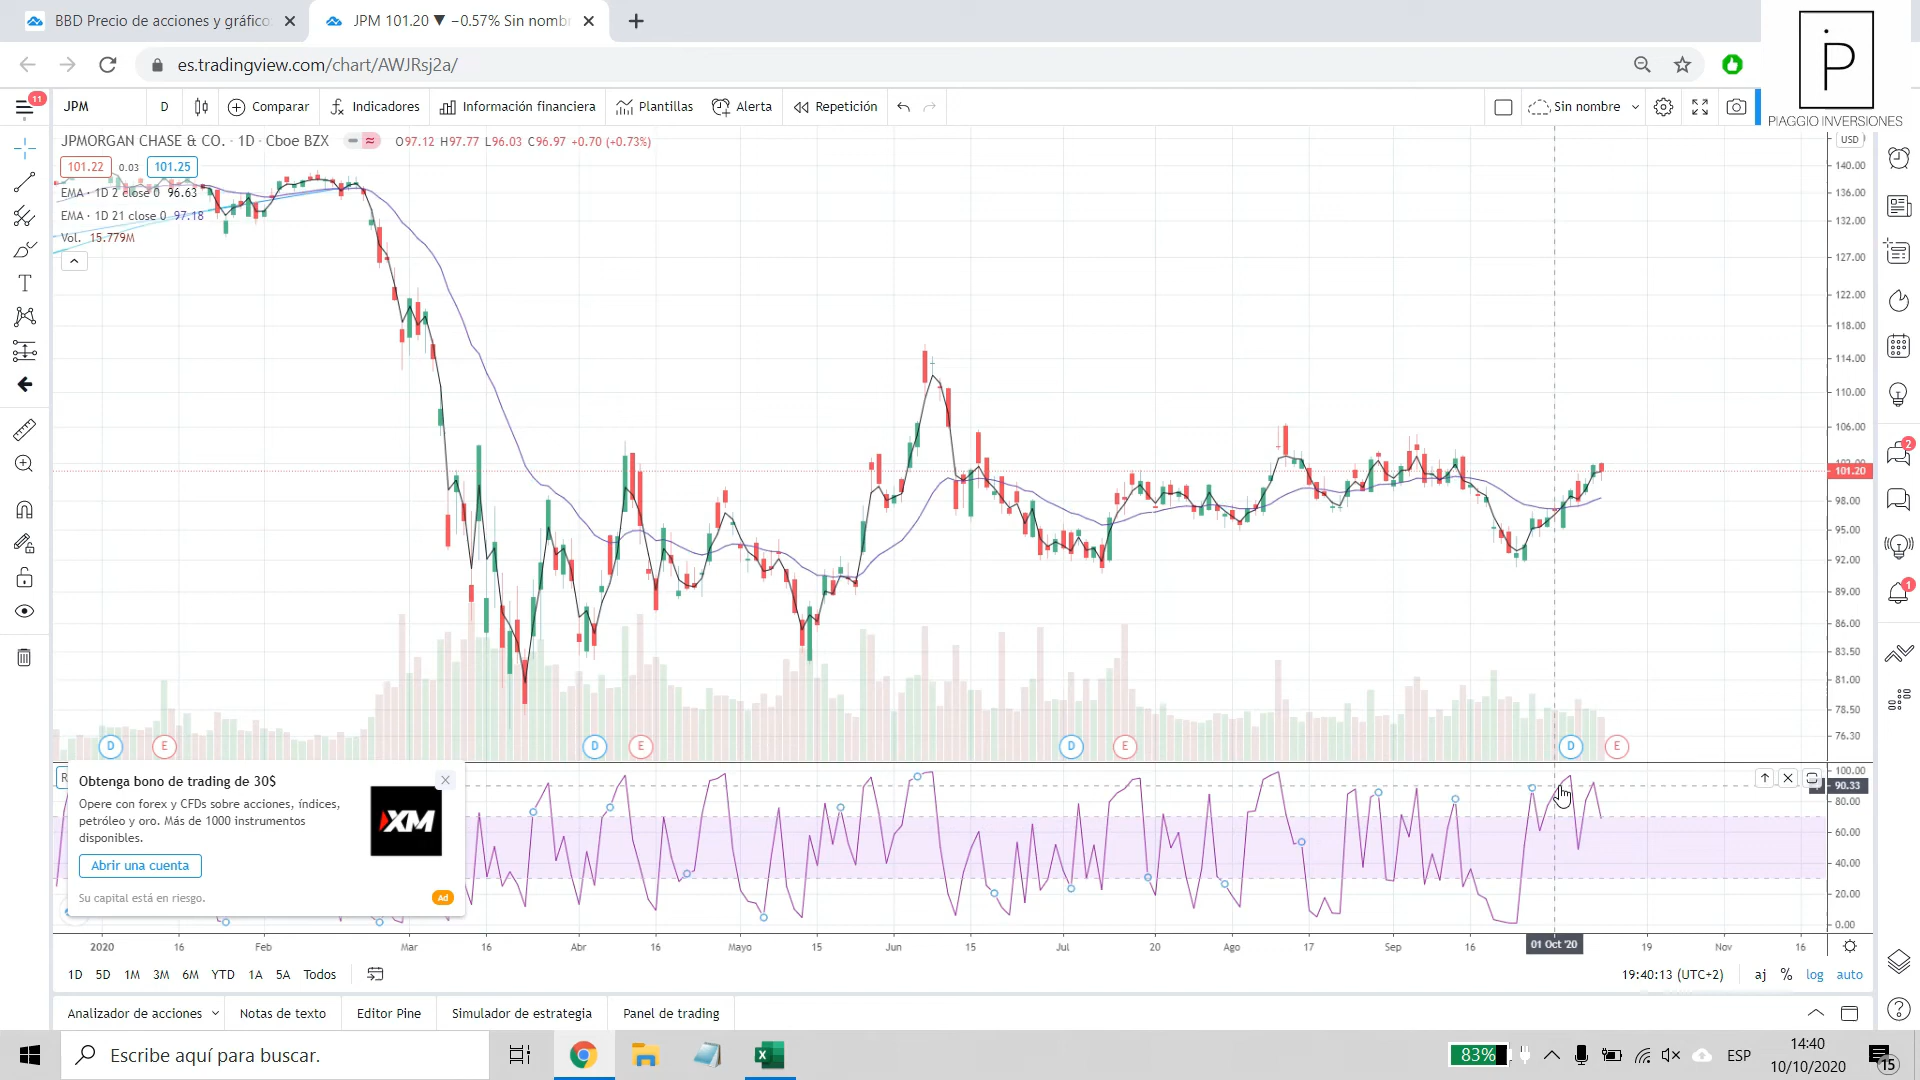 BBD Precio de acciones y gráfico
JPM 101.20 ▼ −0.57% Sin nomb
es.tradingview.com/chart/AWJRsj2a/
iP
PIAGGIO INVERSIONES
11
JPM
D
Comparar
Indicadores
Información financiera
Plantillas
Alerta
Repetición
Sin nombre
JPMORGAN CHASE & CO. · 1D · Cboe BZX
O97.12 H97.77 L96.03 C96.97 +0.70 (+0.73%)
101.22 0.03 101.25
EMA · 1D 2 close 0 96.63
EMA · 1D 21 close 0 97.18
Vol. 15.779M
USD
140.00
136.00
132.00
127.00
122.00
118.00
114.00
110.00
106.00
101.20
98.00
95.00
92.00
89.00
86.00
83.50
81.00
78.50
76.30
2
1
D E D E D E D E
100.00
90.33
80.00
60.00
40.00
20.00
0.00
Obtenga bono de trading de 30$
Opere con forex y CFDs sobre acciones, índices,
petróleo y oro. Más de 1000 instrumentos
disponibles.
Abrir una cuenta
Su capital está en riesgo.
Ad
XM
2020 16 Feb Mar 16 Abr 16 Mayo 15 Jun 15 Jul 20 Ago 17 Sep 16 01 Oct '20 19 Nov 16
1D 5D 1M 3M 6M YTD 1A 5A Todos
19:40:13 (UTC+2) aj % log auto
Analizador de acciones Notas de texto Editor Pine Simulador de estrategia Panel de trading
Escribe aquí para buscar.
83%
ESP
14:40
10/10/2020
15